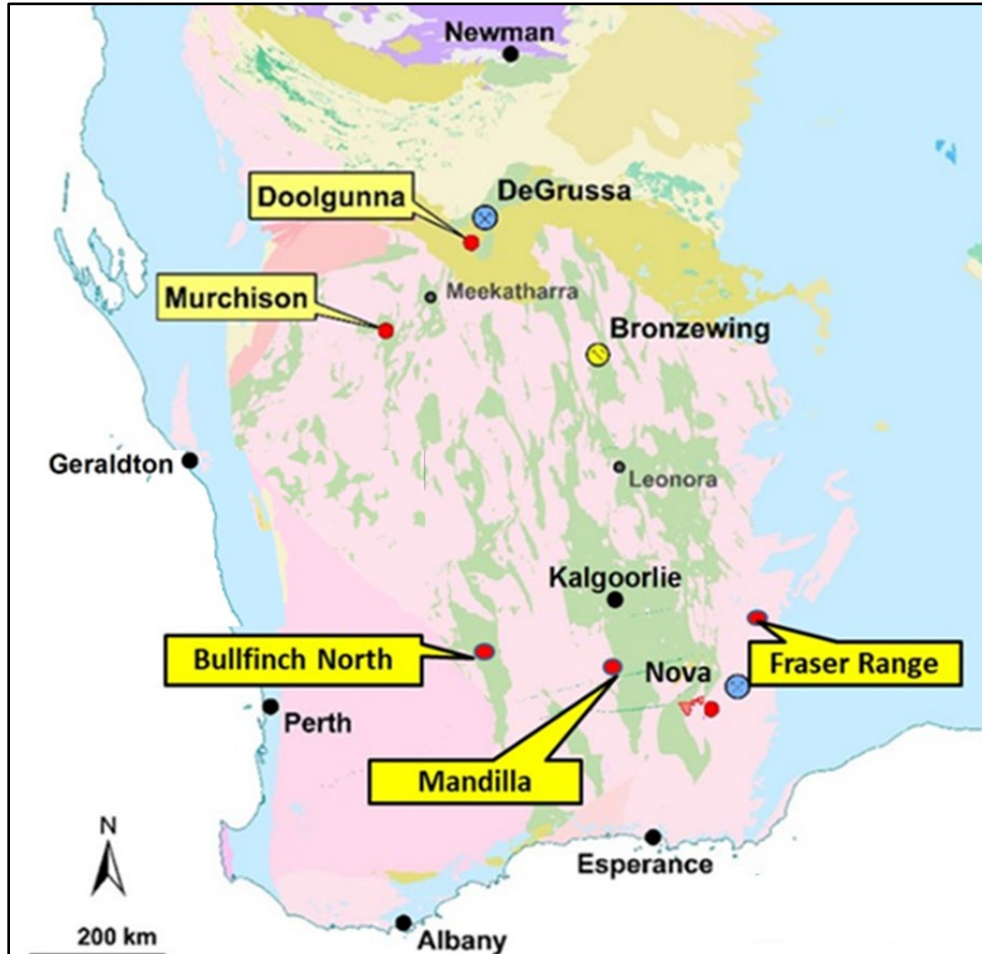 Newman
Doolgunna
DeGrussa
Meekatharra
Murchison
Bronzewing
Geraldton
Leonora
Kalgoorlie
Bullfinch North
Nova
Fraser Range
Perth
Mandilla
N
Esperance
200 km
Albany